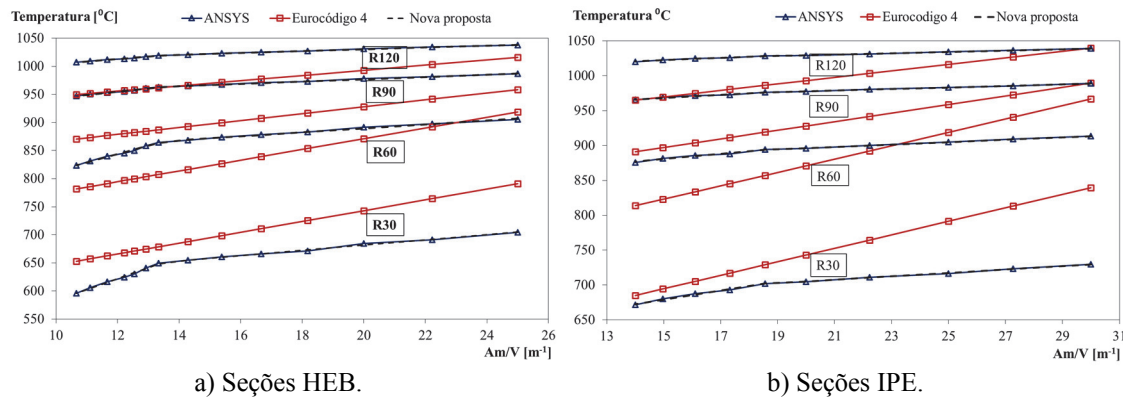 Temperatura [⁰C]
ANSYS Eurocódigo 4 Nova proposta
1050
1000
950
900
850
800
750
700
650
600
550
R120
R90
R60
R30
10 12 14 16 18 20 22 24 26
Am/V [m⁻¹]
a) Seções HEB.
Temperatura ⁰C
ANSYS Eurocodigo 4 Nova proposta
1050
1000
950
900
850
800
750
700
650
R120
R90
R60
R30
13 15 17 19 21 23 25 27 29 31
Am/V [m⁻¹]
b) Seções IPE.